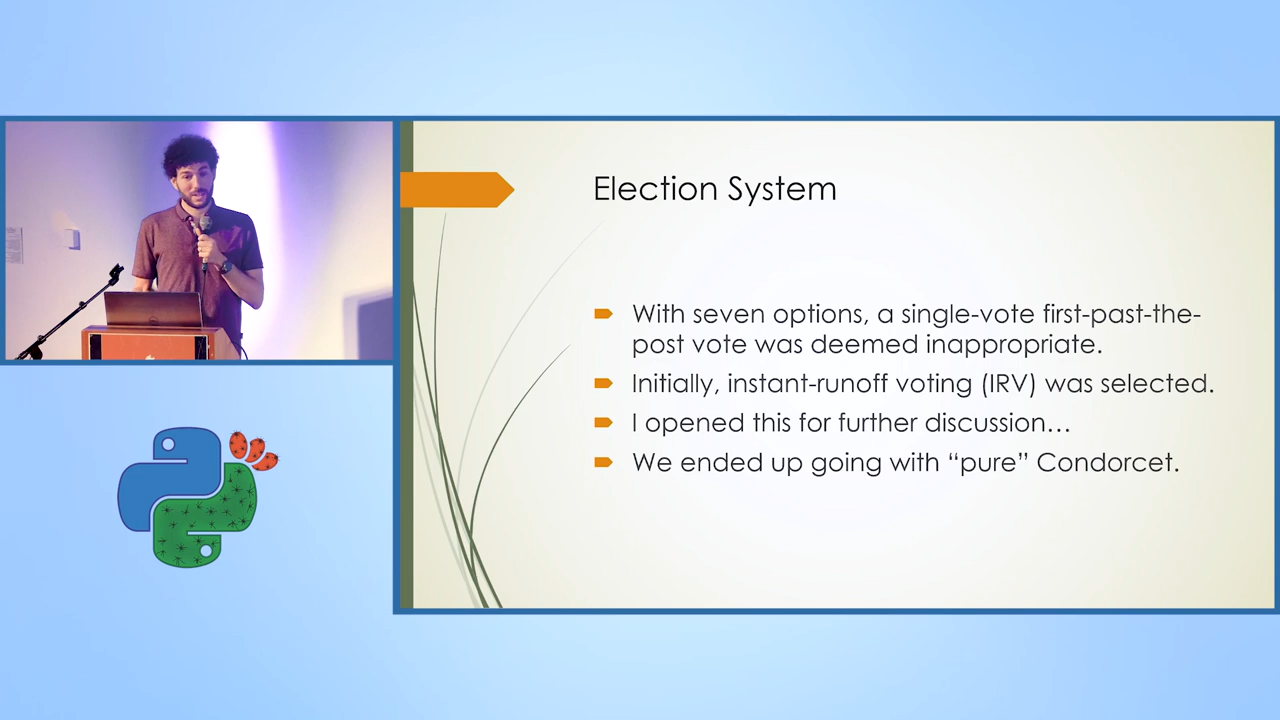 Election System
With seven options, a single-vote first-past-the-
post vote was deemed inappropriate.
Initially, instant-runoff voting (IRV) was selected.
I opened this for further discussion…
We ended up going with “pure” Condorcet.